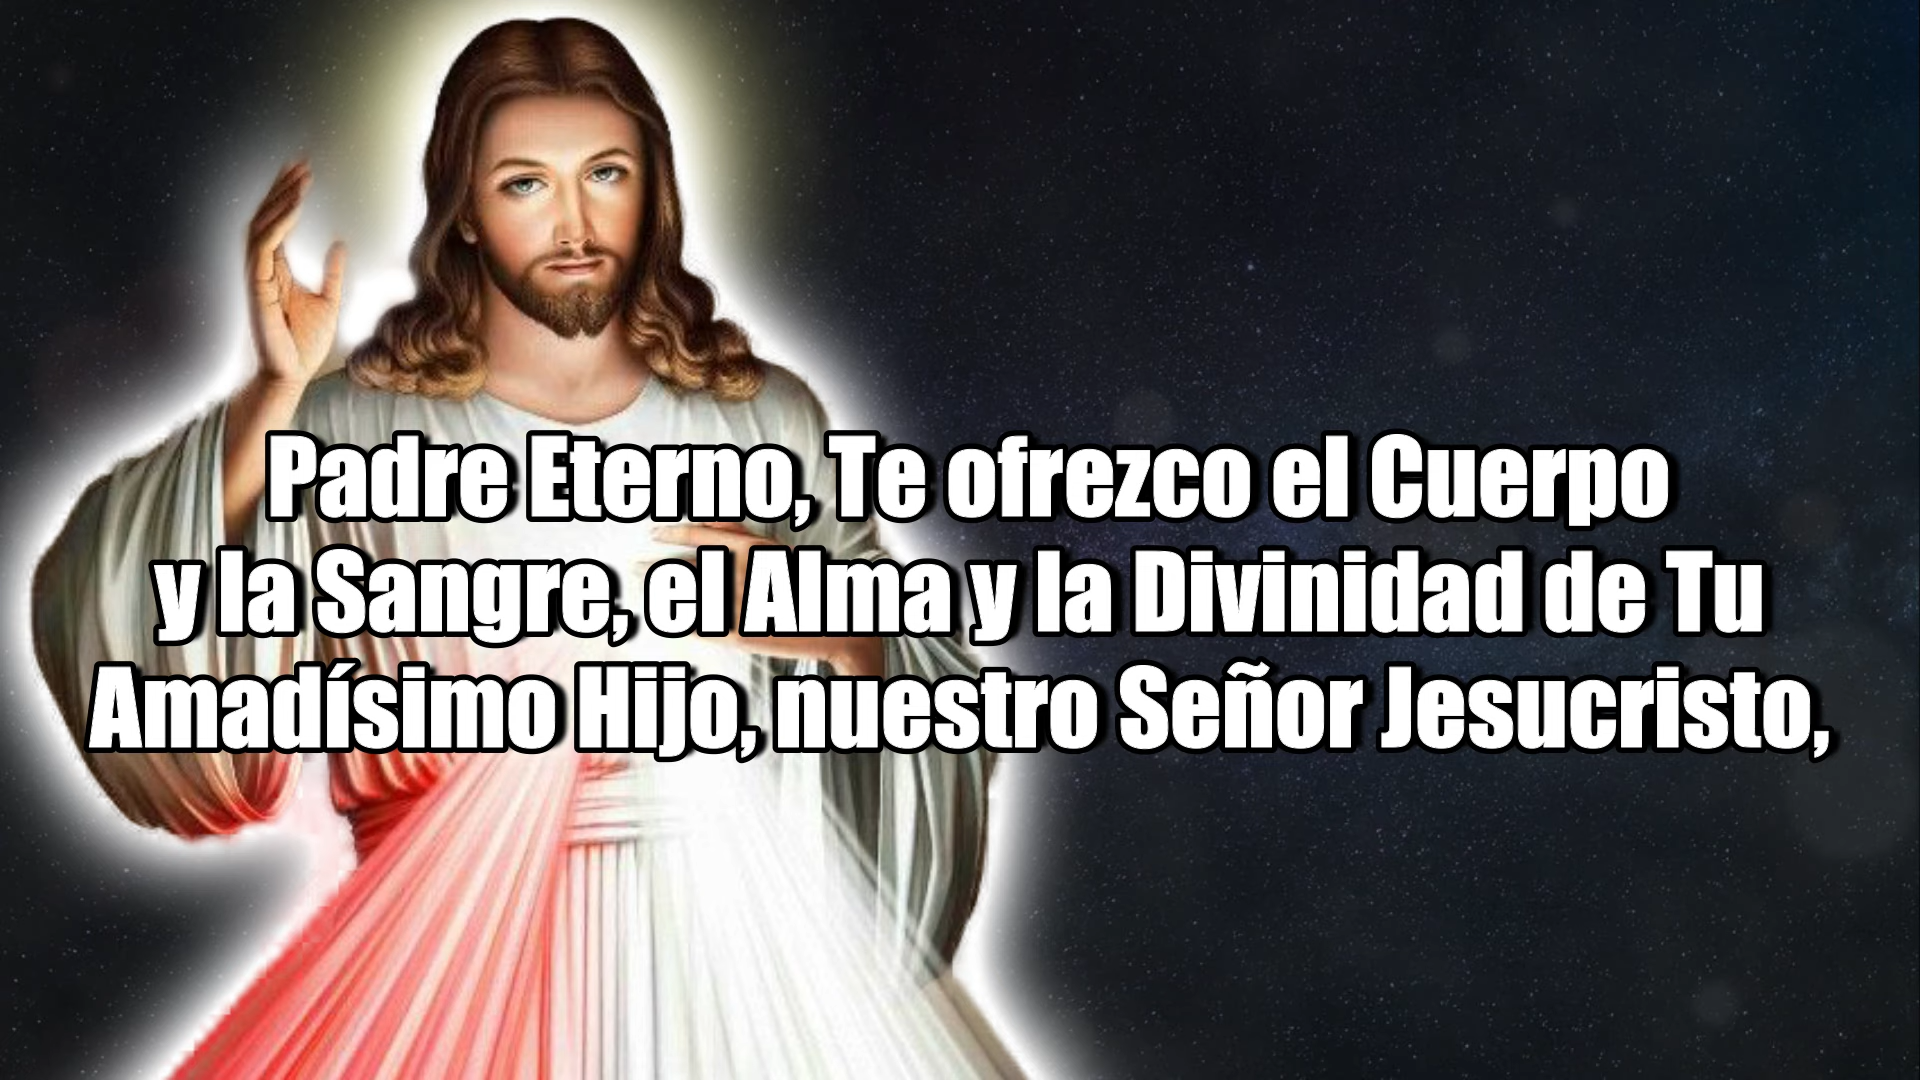 Padre Eterno, Te ofrezco el Cuerpo
y la Sangre, el Alma y la Divinidad de Tu
Amadísimo Hijo, nuestro Señor Jesucristo,